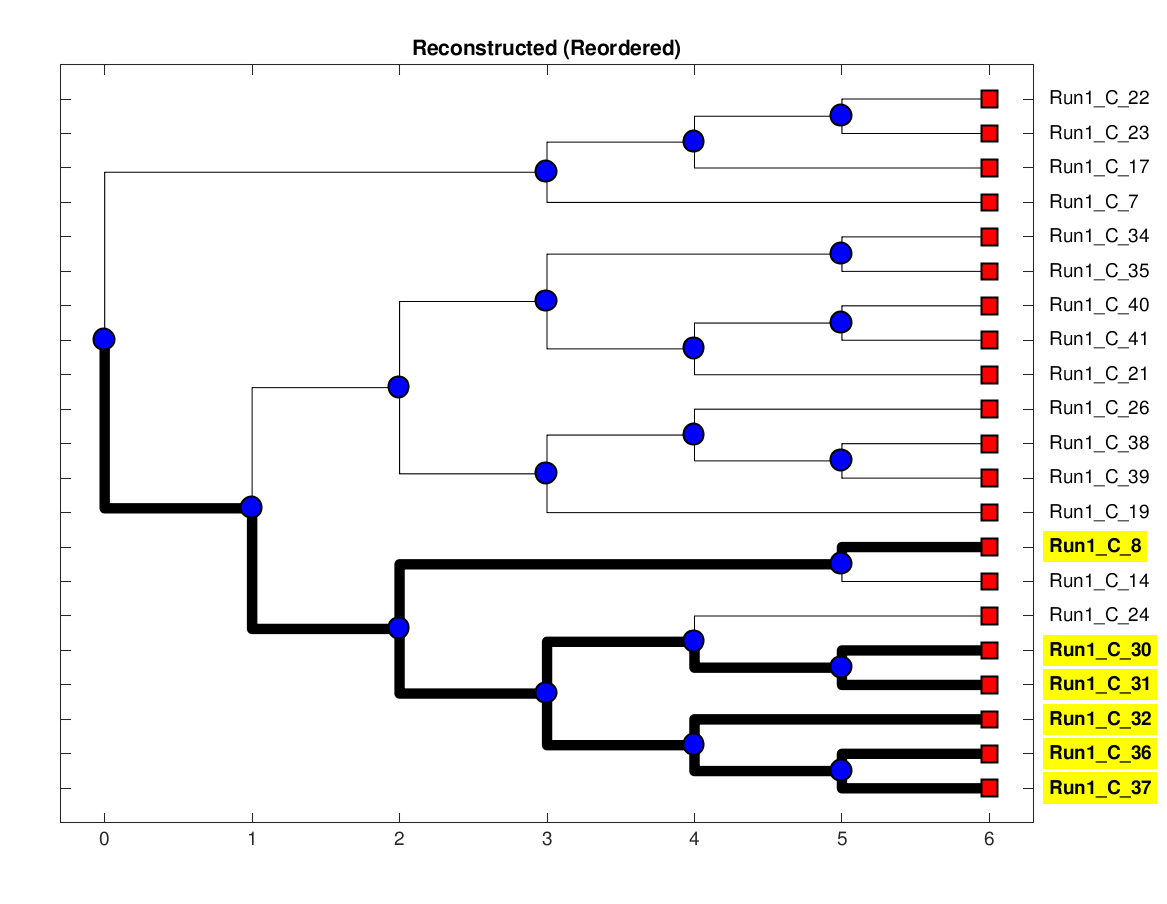 Reconstructed (Reordered)
Run1_C_22
Run1_C_23
Run1_C_17
Run1_C_7
Run1_C_34
Run1_C_35
Run1_C_40
Run1_C_41
Run1_C_21
Run1_C_26
Run1_C_38
Run1_C_39
Run1_C_19
Run1_C_8
Run1_C_14
Run1_C_24
Run1_C_30
Run1_C_31
Run1_C_32
Run1_C_36
Run1_C_37
0 1 2 3 4 5 6